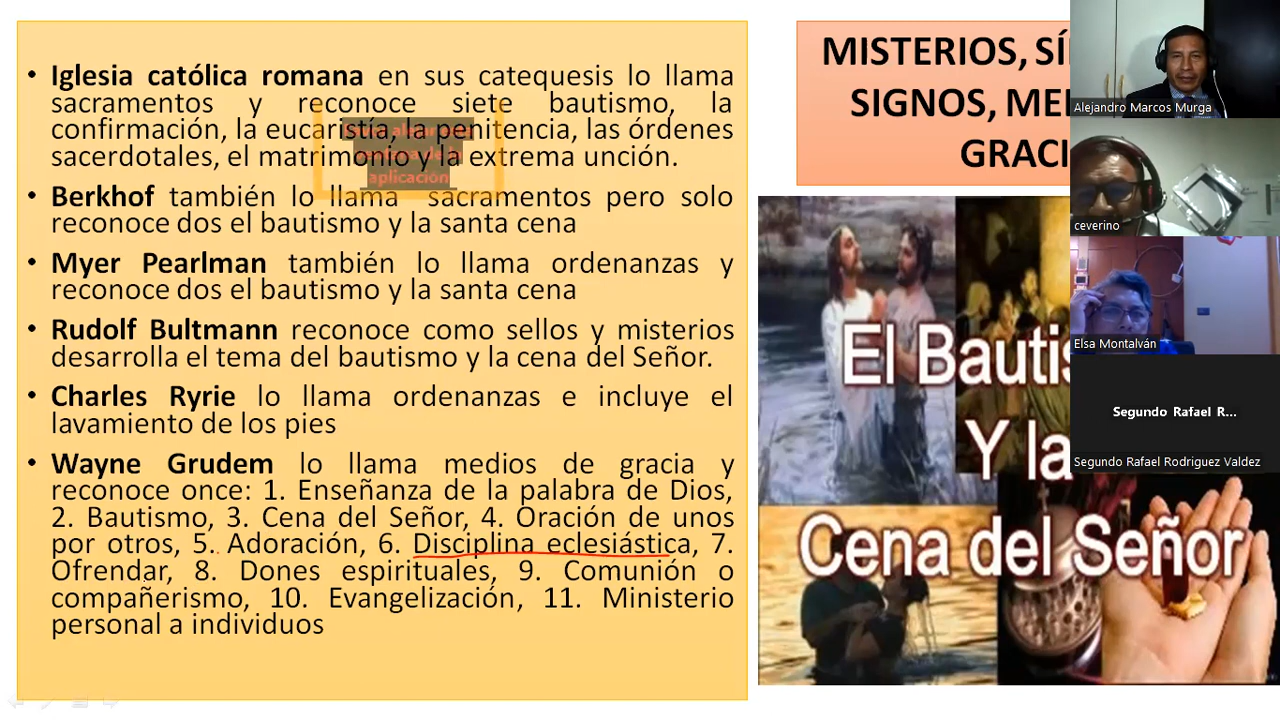 • Iglesia católica romana en sus catequesis lo llama
sacramentos y reconoce siete bautismo, la
confirmación, la eucaristía, la penitencia, las órdenes
sacerdotales, el matrimonio y la extrema unción.
• Berkhof también lo llama sacramentos pero solo
reconoce dos el bautismo y la santa cena
• Myer Pearlman también lo llama ordenanzas y
reconoce dos el bautismo y la santa cena
• Rudolf Bultmann reconoce como sellos y misterios
desarrolla el tema del bautismo y la cena del Señor.
• Charles Ryrie lo llama ordenanzas e incluye el
lavamiento de los pies
• Wayne Grudem lo llama medios de gracia y
reconoce once: 1. Enseñanza de la palabra de Dios,
2. Bautismo, 3. Cena del Señor, 4. Oración de unos
por otros, 5. Adoración, 6. Disciplina eclesiástica, 7.
Ofrendar, 8. Dones espirituales, 9. Comunión o
compañerismo, 10. Evangelización, 11. Ministerio
personal a individuos
aplicación
MISTERIOS,
SIGNOS,
El
Y la
Cena del Señor
Alejandro Marcos Murga
ceverino
Elsa Montalván
Segundo Rafael R...
Segundo Rafael Rodriguez Valdez